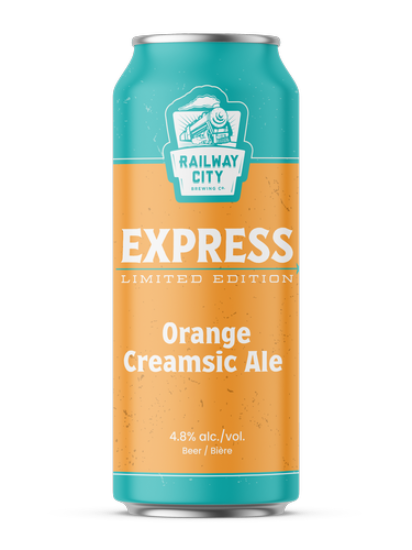 RAILWAY
CITY
BREWING CO.
EXPRESS
LIMITED EDITION
Orange
Creamsic Ale
4.8% alc./vol.
Beer / Bière